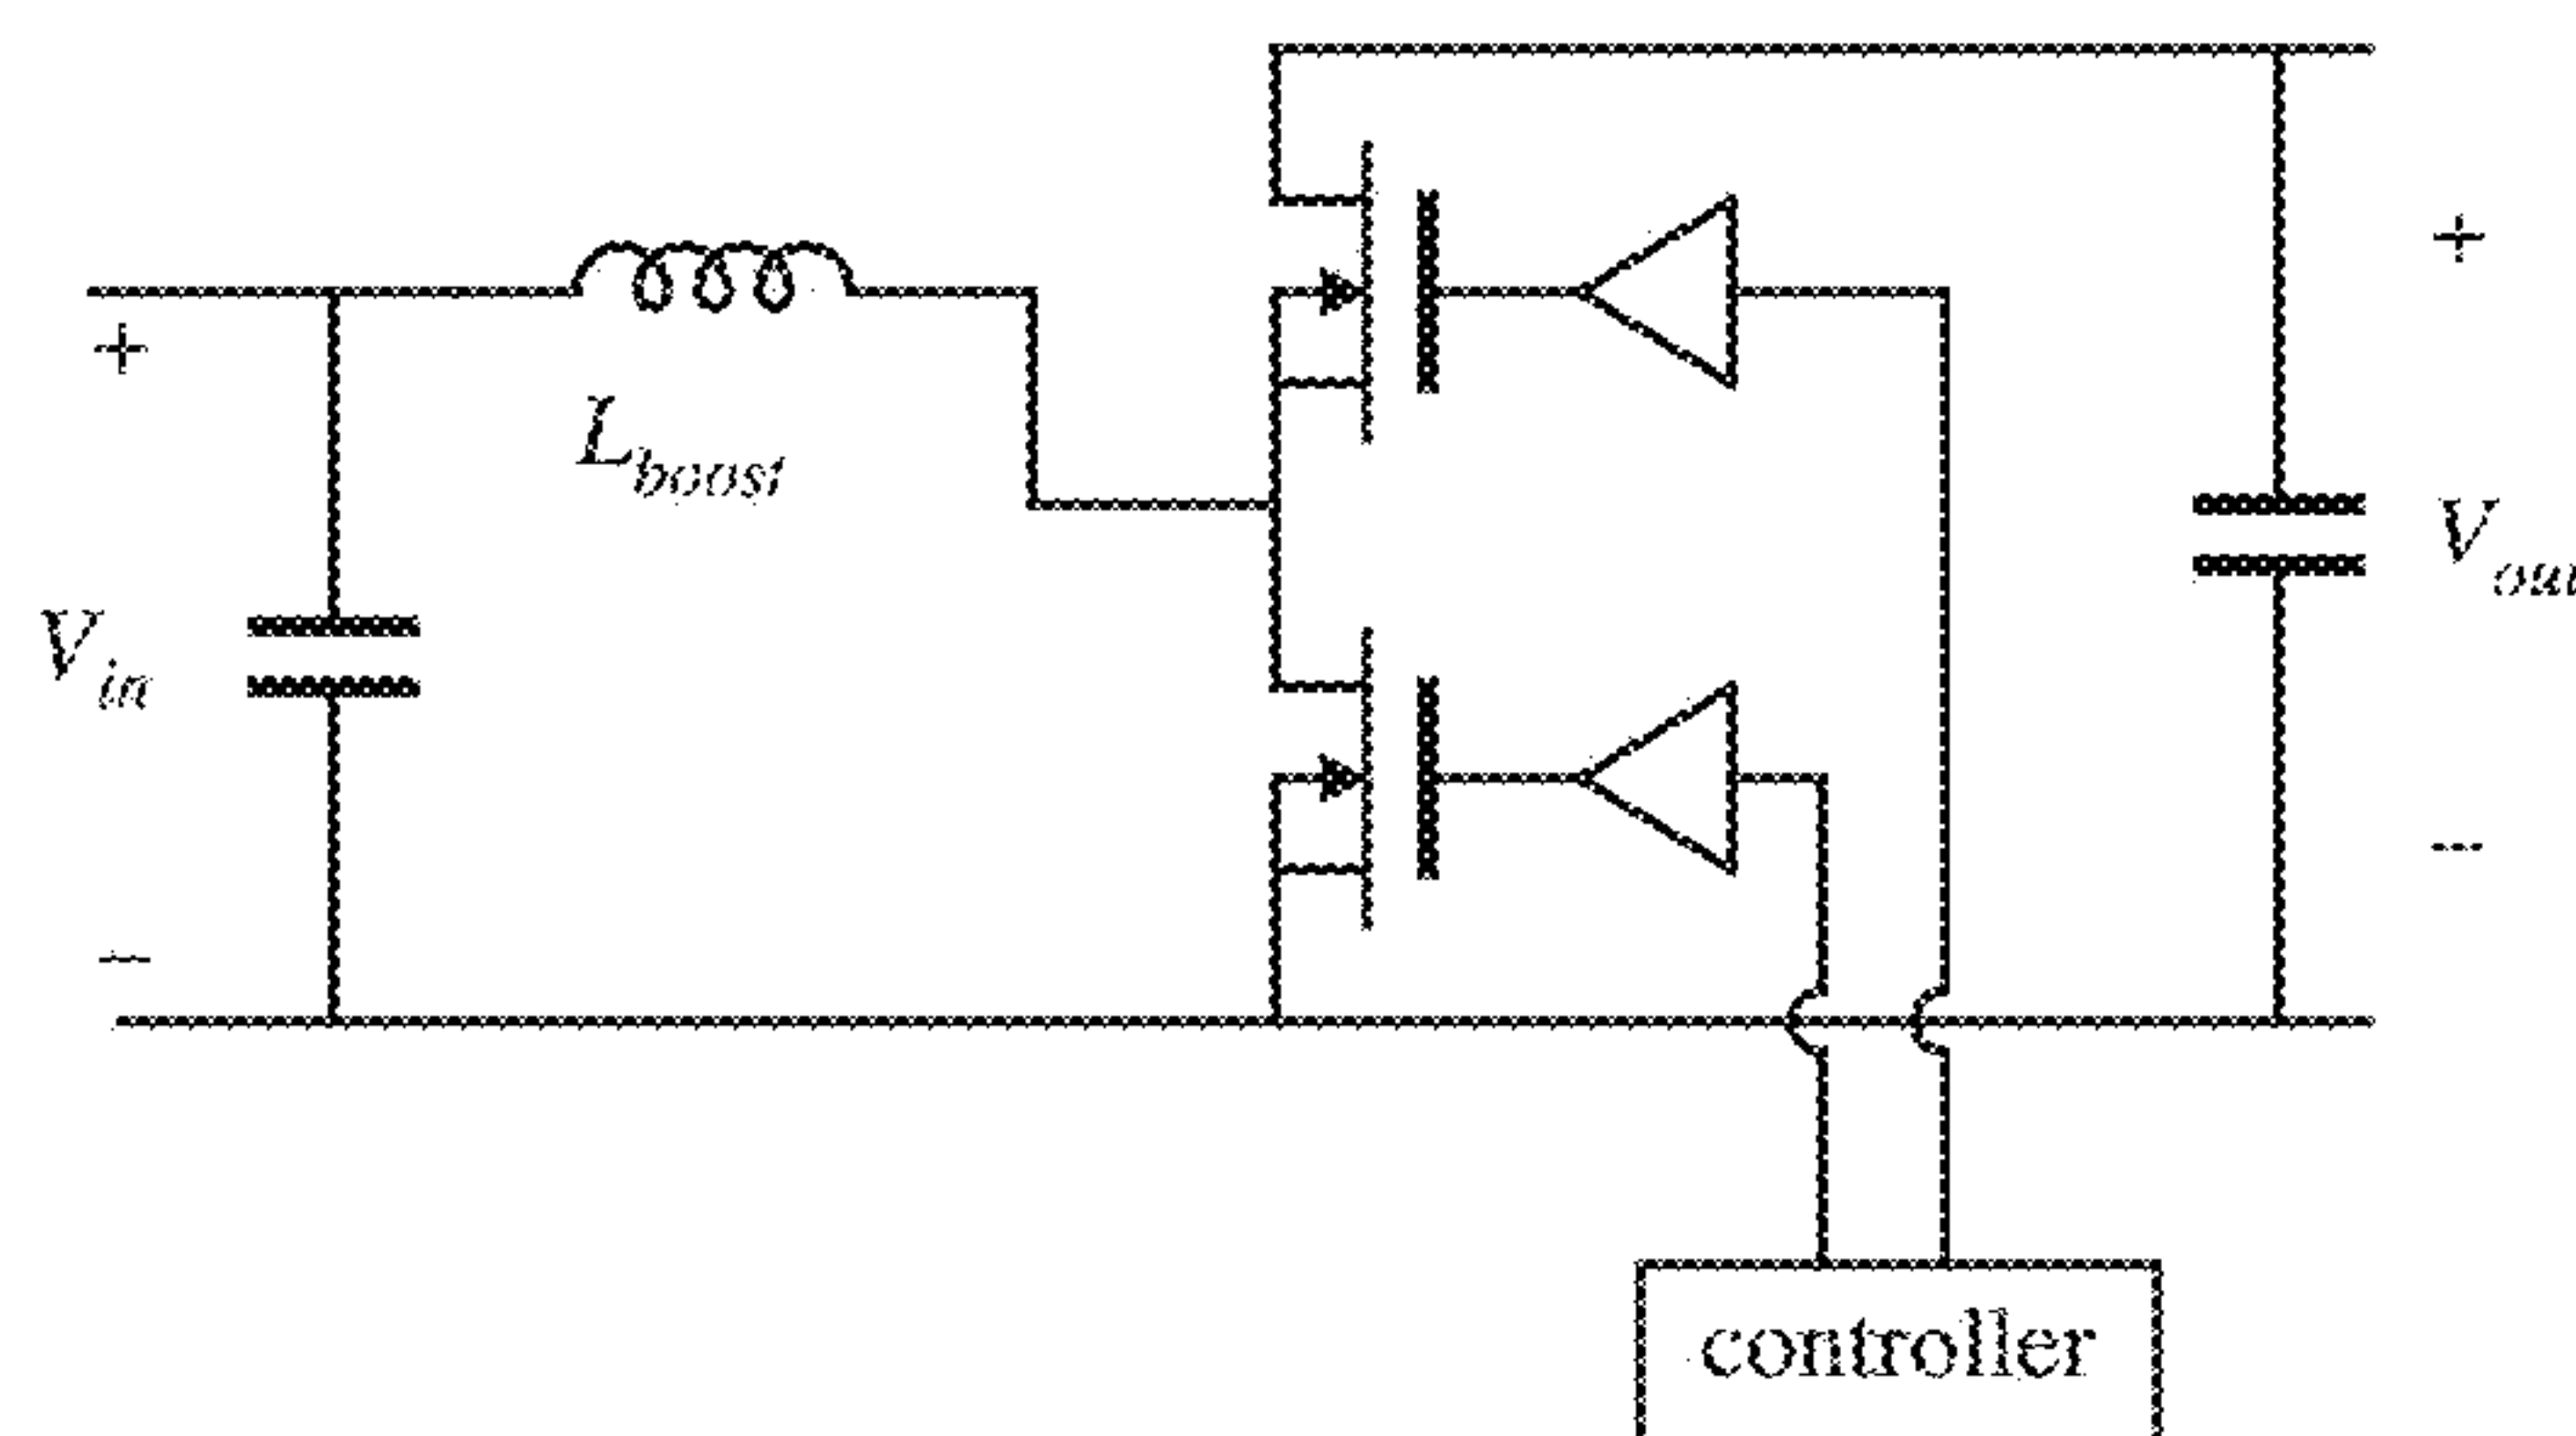 +
L_boost
V_in
−
+
V_out
−
controller